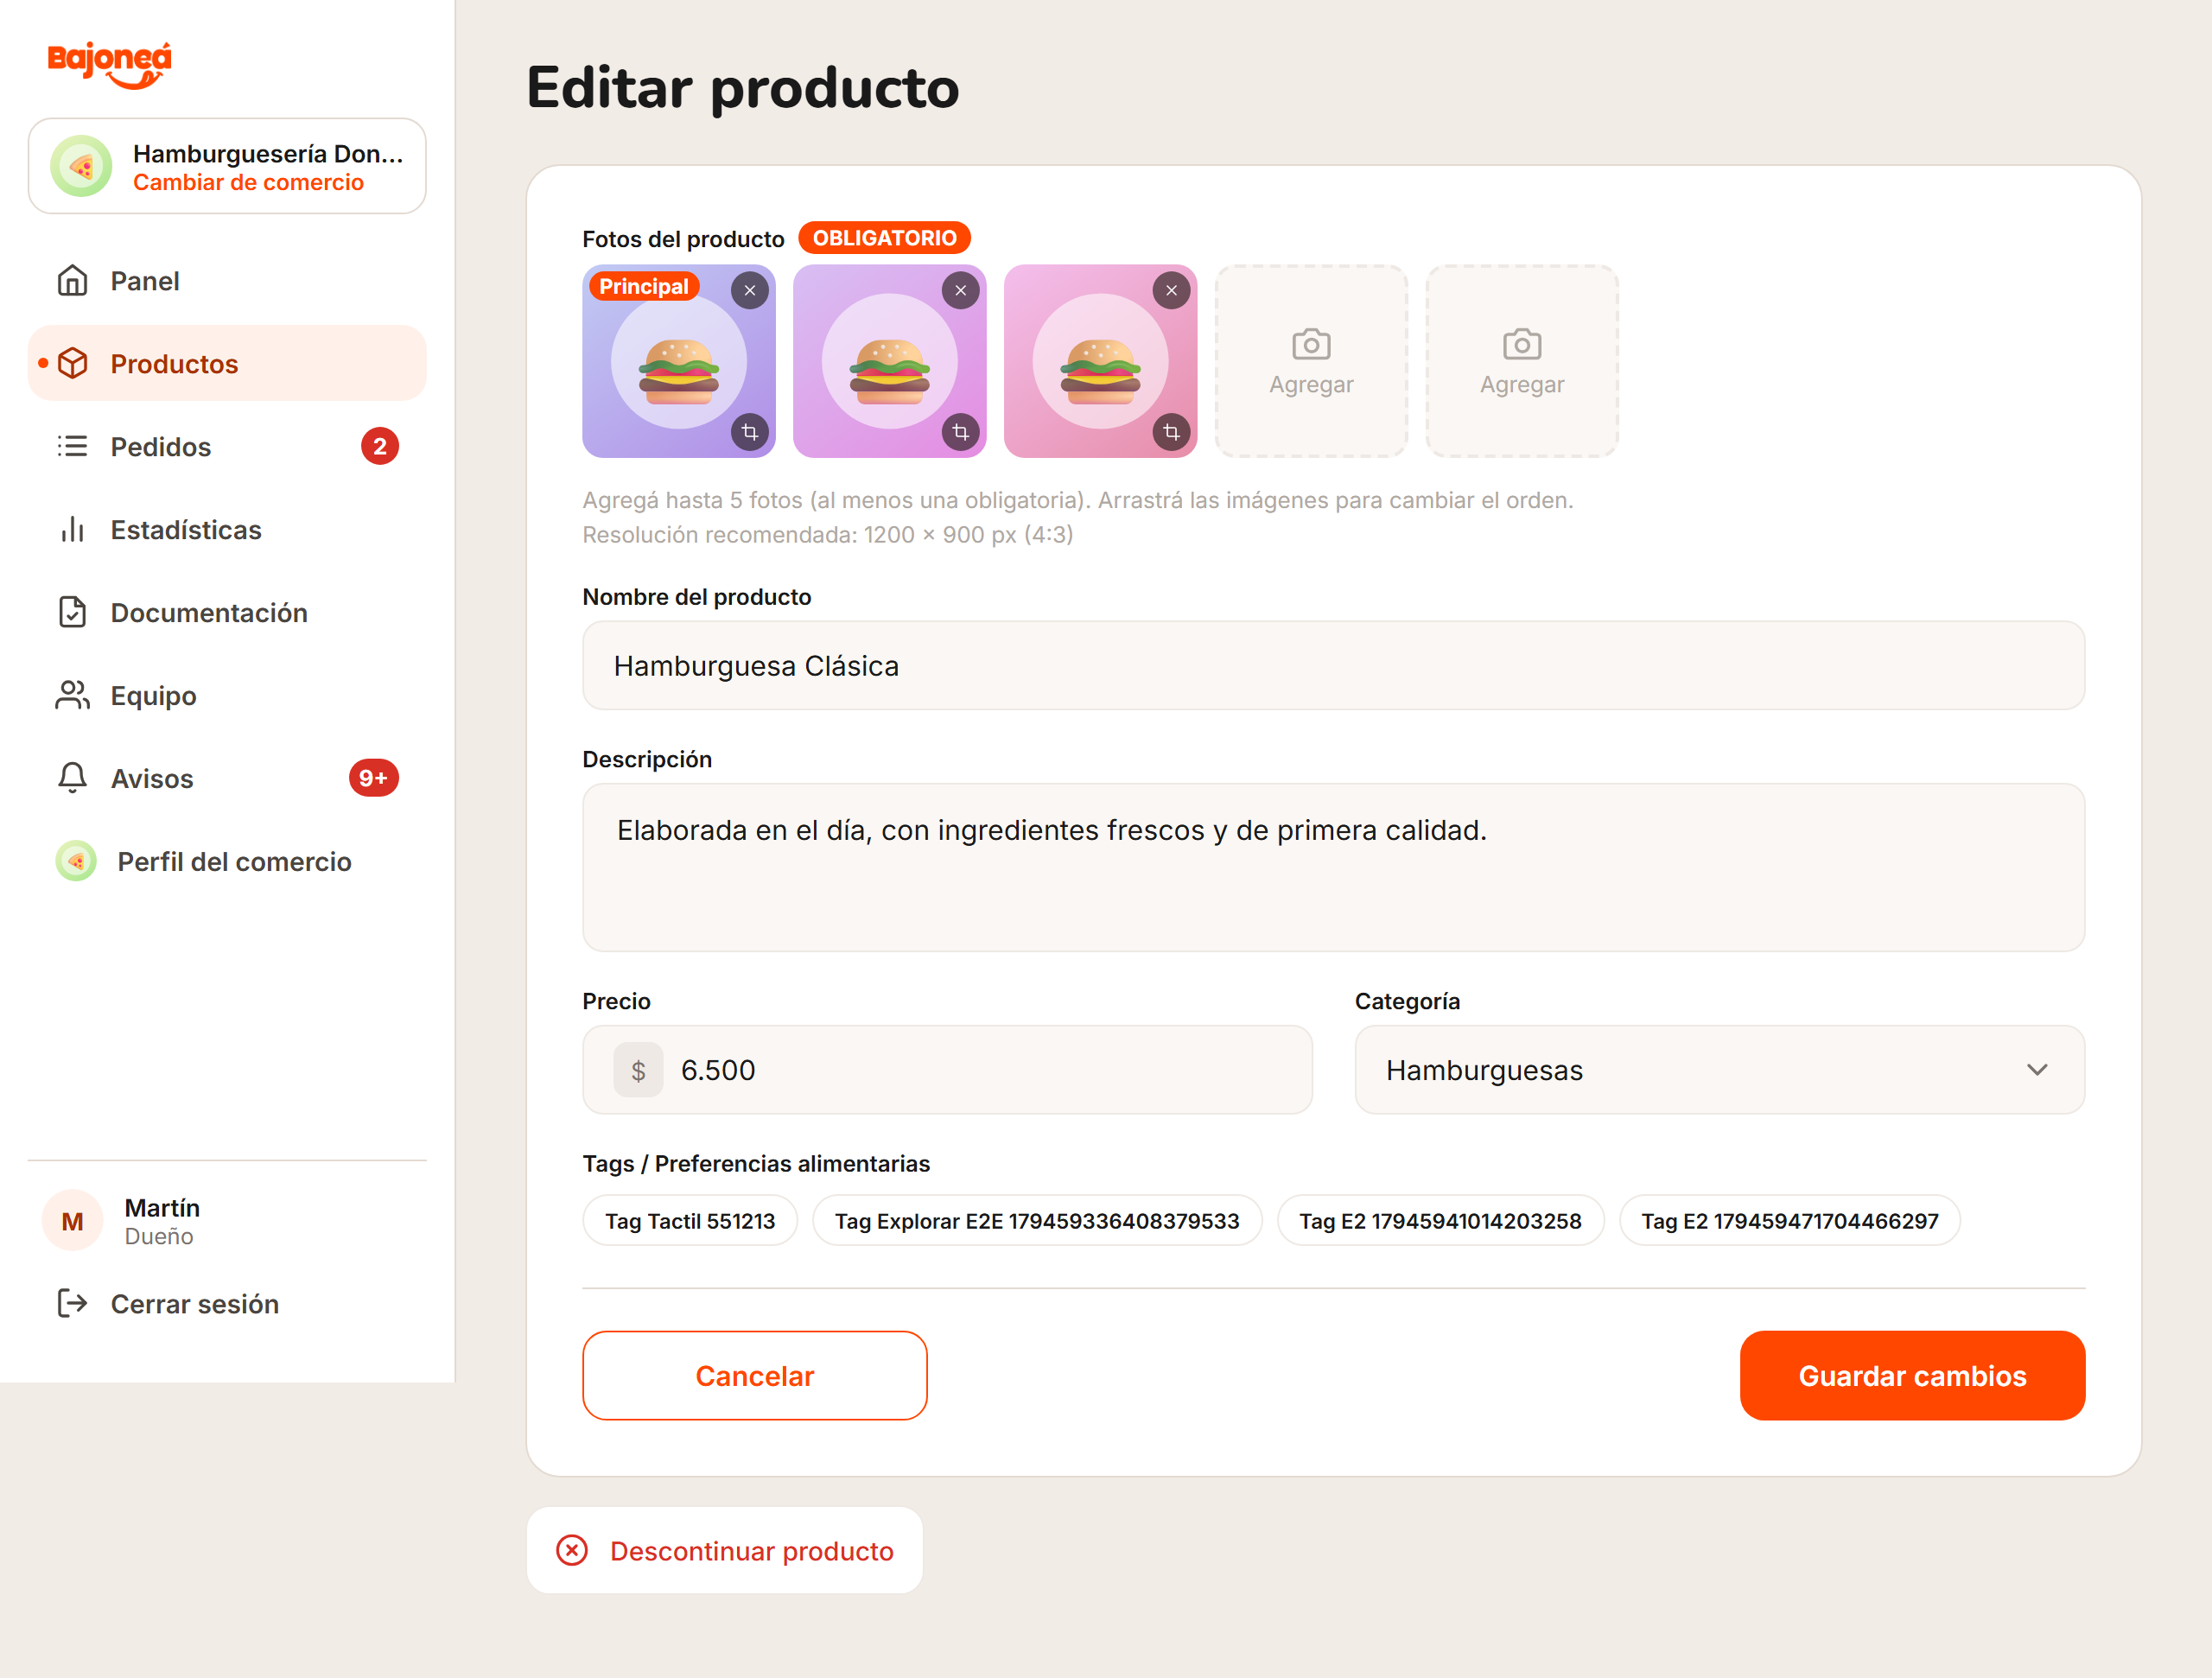 Bajoneá
Hamburguesería Don...
Cambiar de comercio
Panel
Productos
Pedidos
2
Estadísticas
Documentación
Equipo
Avisos
9+
Perfil del comercio
Martín
M
Dueño
Cerrar sesión
Editar producto
Fotos del producto OBLIGATORIO
Principal
Agregar
Agregar
Agregá hasta 5 fotos (al menos una obligatoria). Arrastrá las imágenes para cambiar el orden.
Resolución recomendada: 1200 × 900 px (4:3)
Nombre del producto
Hamburguesa Clásica
Descripción
Elaborada en el día, con ingredientes frescos y de primera calidad.
Precio
$ 6.500
Categoría
Hamburguesas
Tags / Preferencias alimentarias
Tag Tactil 551213
Tag Explorar E2E 179459336408379533
Tag E2 17945941014203258
Tag E2 179459471704466297
Cancelar
Guardar cambios
Descontinuar producto